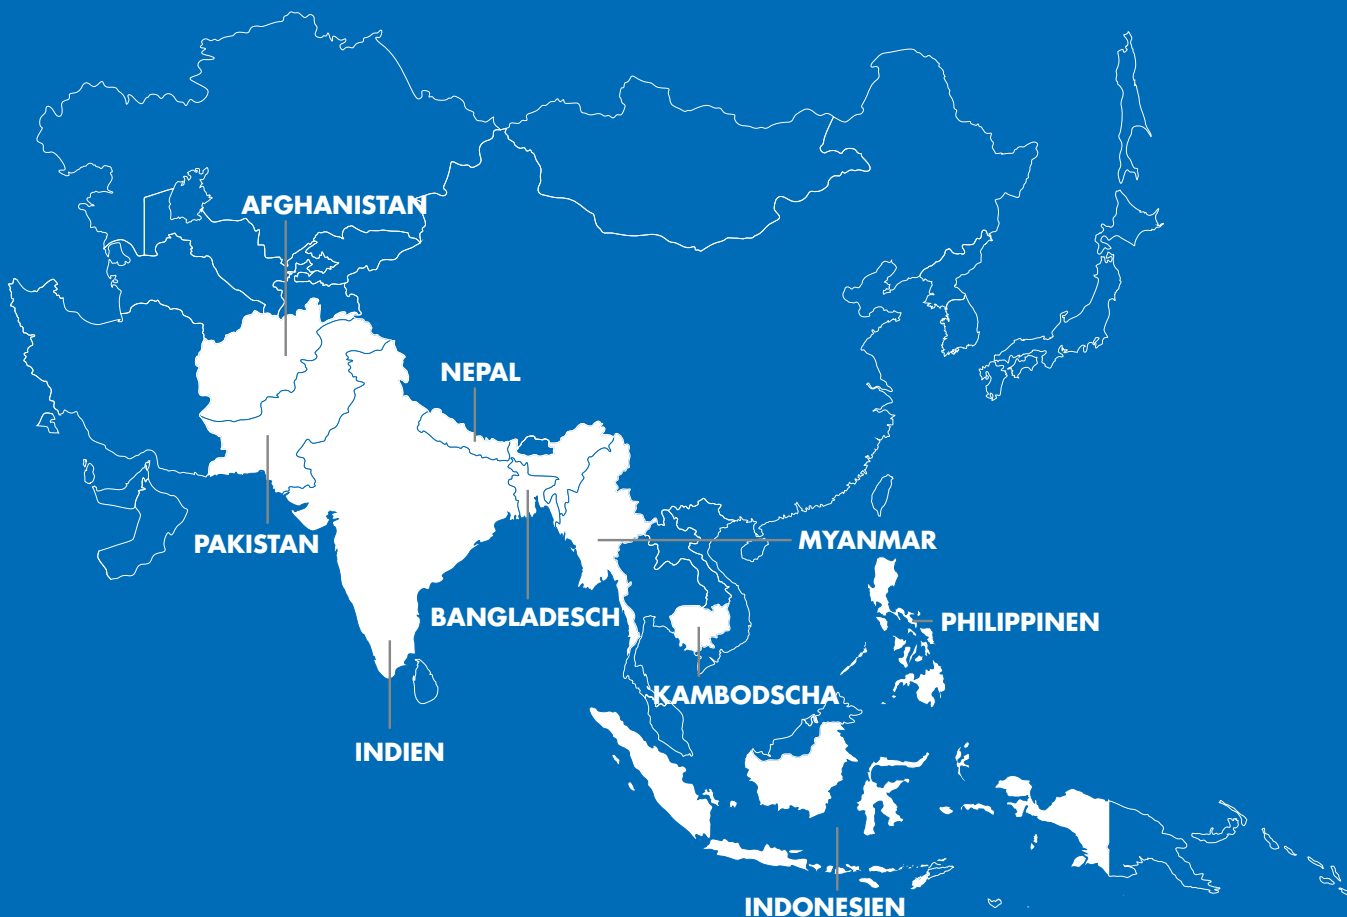 AFGHANISTAN
NEPAL
PAKISTAN
MYANMAR
BANGLADESCH
PHILIPPINEN
KAMBODSCHA
INDIEN
INDONESIEN